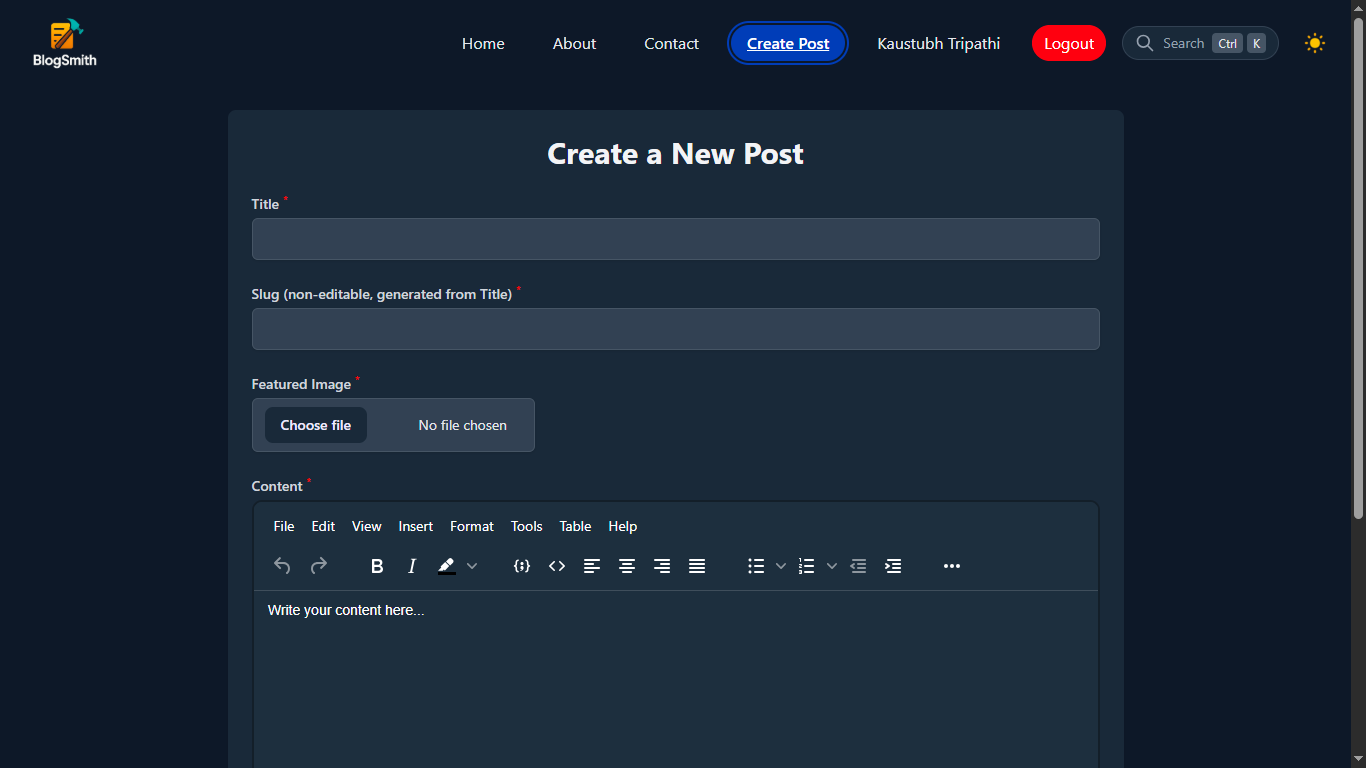 BlogSmith
Home About Contact Create Post Kaustubh Tripathi Logout Search Ctrl K
Create a New Post
Title *
Slug (non-editable, generated from Title) *
Featured Image *
Choose file No file chosen
Content *
File Edit View Insert Format Tools Table Help
B I
Write your content here...